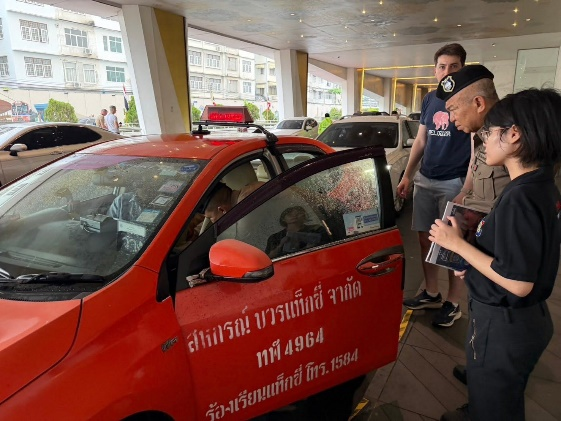 สหกรณ์ บวรแท็กซี่ จำกัด
ทฬ 4964
ร้องเรียนแท็กซี่ โทร. 1584